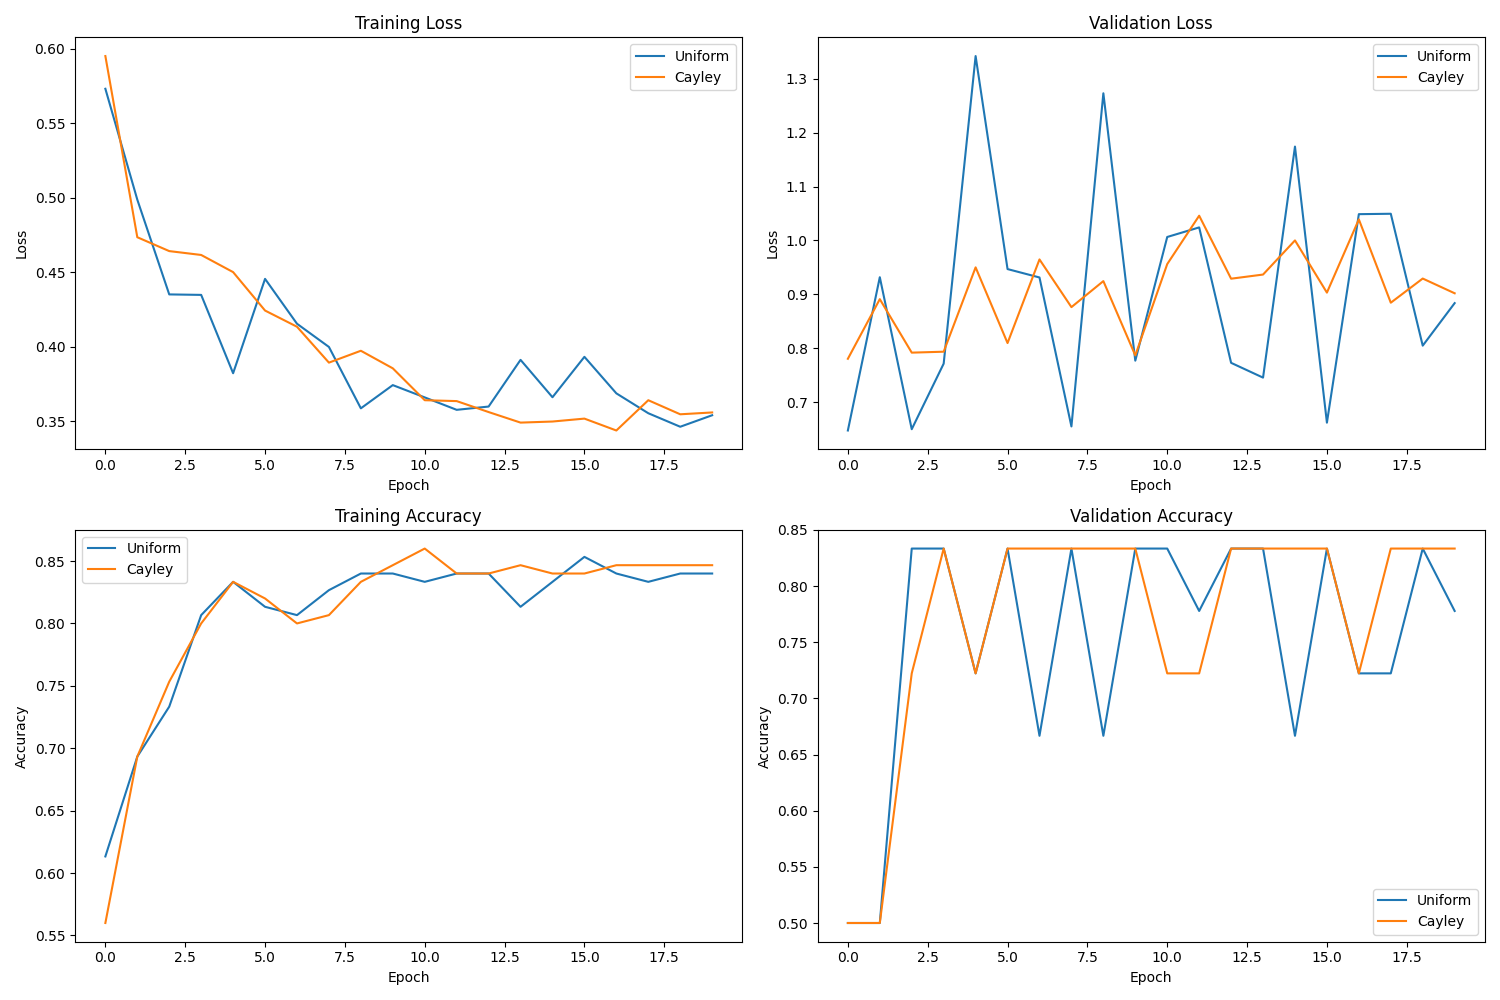 Training Loss
Loss
0.60
0.55
0.50
0.45
0.40
0.35
Uniform
Cayley
0.0 2.5 5.0 7.5 10.0 12.5 15.0 17.5
Epoch
Validation Loss
Loss
1.3
1.2
1.1
1.0
0.9
0.8
0.7
Uniform
Cayley
0.0 2.5 5.0 7.5 10.0 12.5 15.0 17.5
Epoch
Training Accuracy
Accuracy
0.85
0.80
0.75
0.70
0.65
0.60
0.55
Uniform
Cayley
0.0 2.5 5.0 7.5 10.0 12.5 15.0 17.5
Epoch
Validation Accuracy
Accuracy
0.85
0.80
0.75
0.70
0.65
0.60
0.55
0.50
Uniform
Cayley
0.0 2.5 5.0 7.5 10.0 12.5 15.0 17.5
Epoch